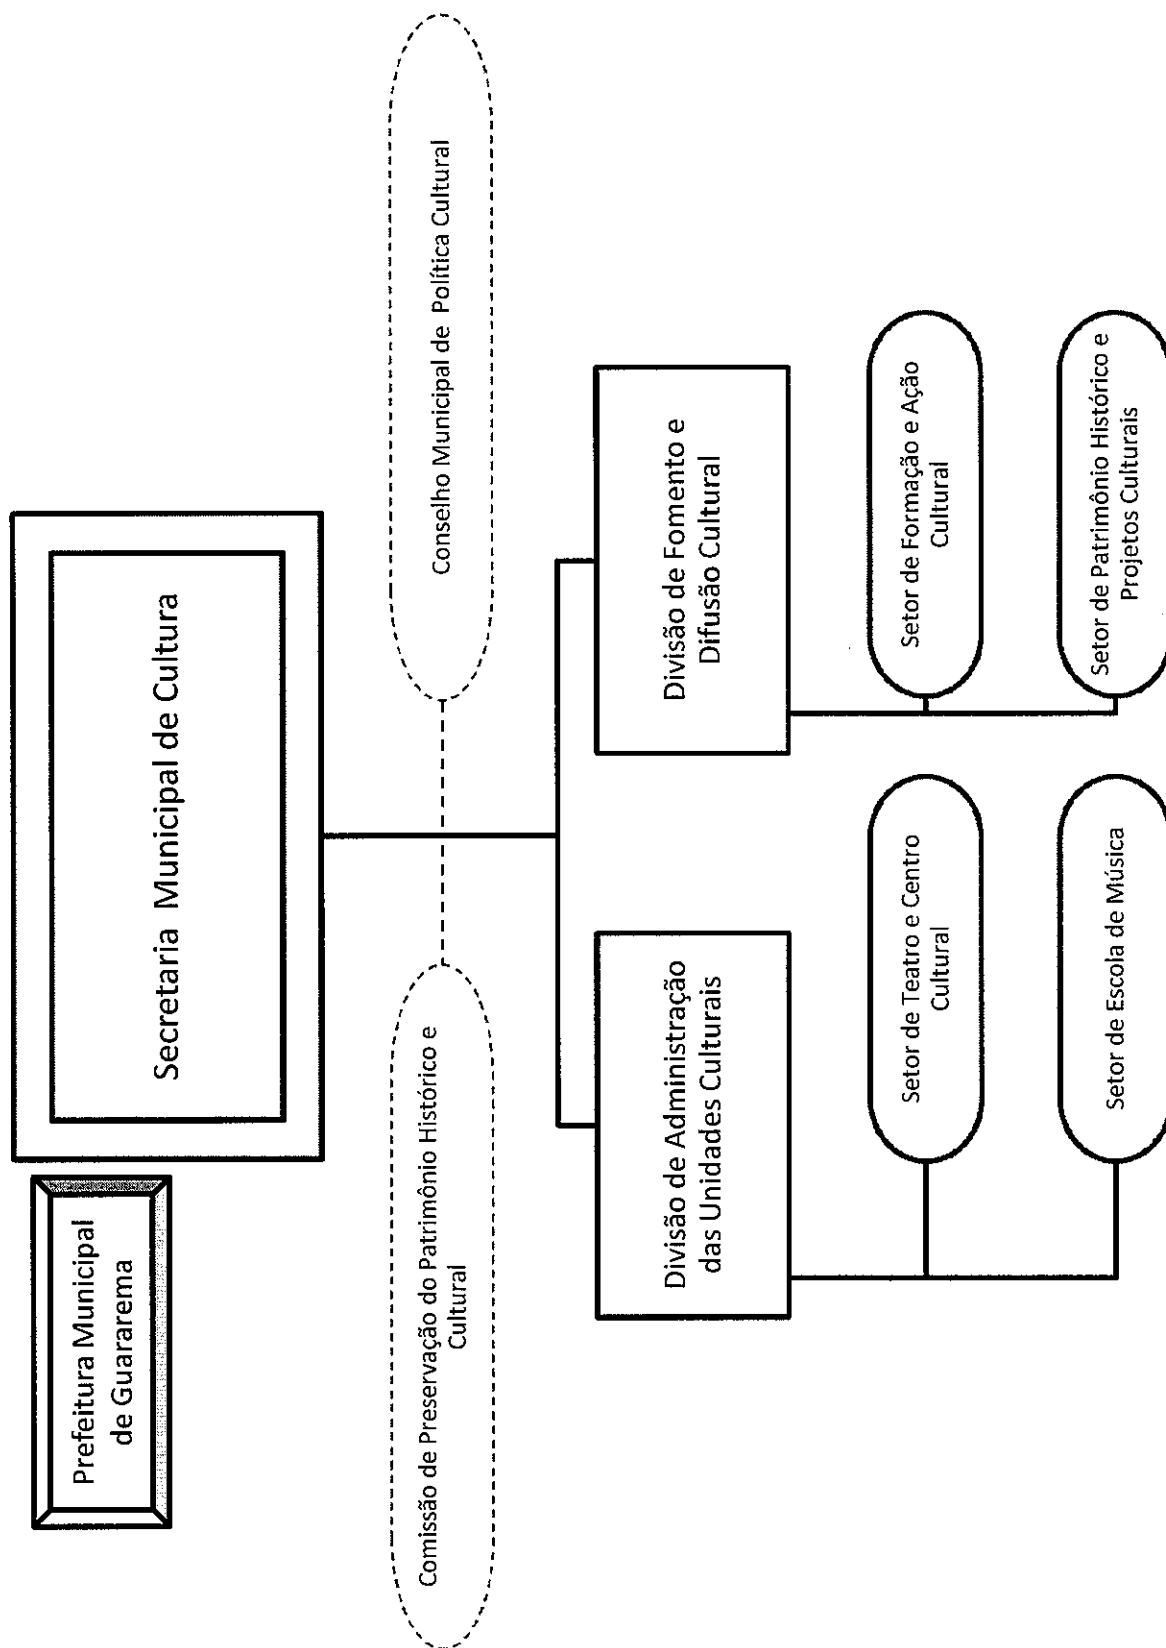 Prefeitura Municipal
de Guararema
Secretaria Municipal de Cultura
Comissão de Preservação do Patrimônio Histórico e
Cultural
Conselho Municipal de Política Cultural
Divisão de Administração
das Unidades Culturais
Divisão de Fomento e
Difusão Cultural
Setor de Teatro e Centro
Cultural
Setor de Formação e Ação
Cultural
Setor de Escola de Música
Setor de Patrimônio Histórico e
Projetos Culturais